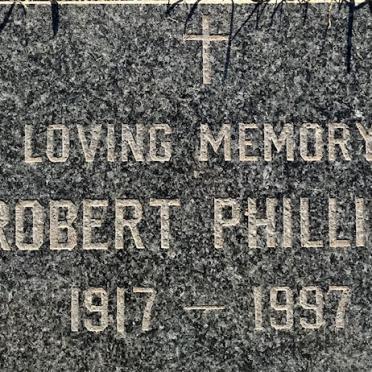 LOVING MEMORY
ROBERT PHILLI
1917 — 1997